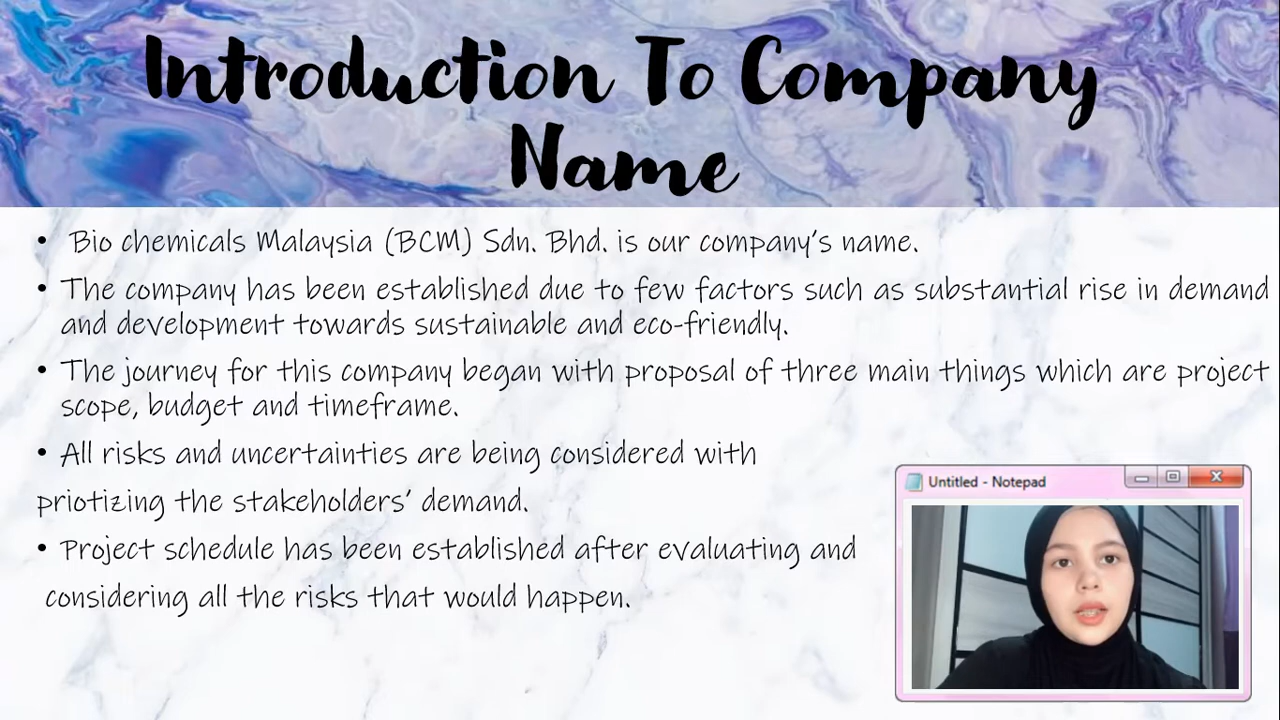 Introduction To Company
Name
• Bio chemicals Malaysia (BCM) Sdn. Bhd. is our company's name.
• The company has been established due to few factors such as substantial rise in demand
and development towards sustainable and eco-friendly.
• The journey for this company began with proposal of three main things which are project
scope, budget and timeframe.
• All risks and uncertainties are being considered with
priotizing the stakeholders' demand.
• Project schedule has been established after evaluating and
considering all the risks that would happen.
Untitled - Notepad